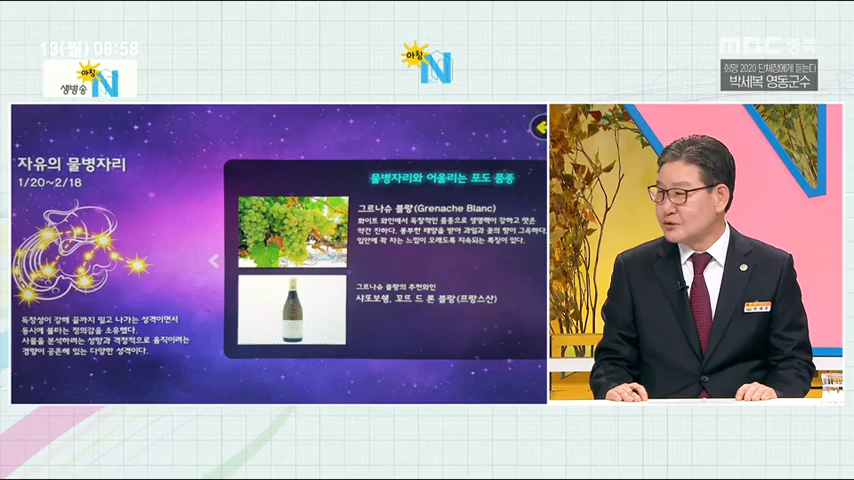 13(월) 08:58
아침
생방송 N
아침
N
MBC 충북
희망 2020 단체장에게 듣는다
박세복 영동군수
자유의 물병자리
1/20~2/18
물병자리와 어울리는 포도 품종
그르나슈 블랑(Grenache Blanc)
화이트 와인에서 독창적인 품종으로 생명력이 강하고 맛은
약간 진하다. 풍부한 태양을 받아 과일과 꽃의 향이 그윽하다.
입안에 꽉 차는 느낌이 오래도록 지속되는 특징이 있다.
그르나슈 블랑의 추천와인
샤또보쉥, 꼬뜨 드 론 블랑(프랑스산)
독창성이 강해 끝까지 밀고 나가는 성격이면서
동시에 불타는 정의감을 소유했다.
사물을 분석하려는 성향과 격정적으로 움직이려는
경향이 공존해 있는 다양한 성격이다.